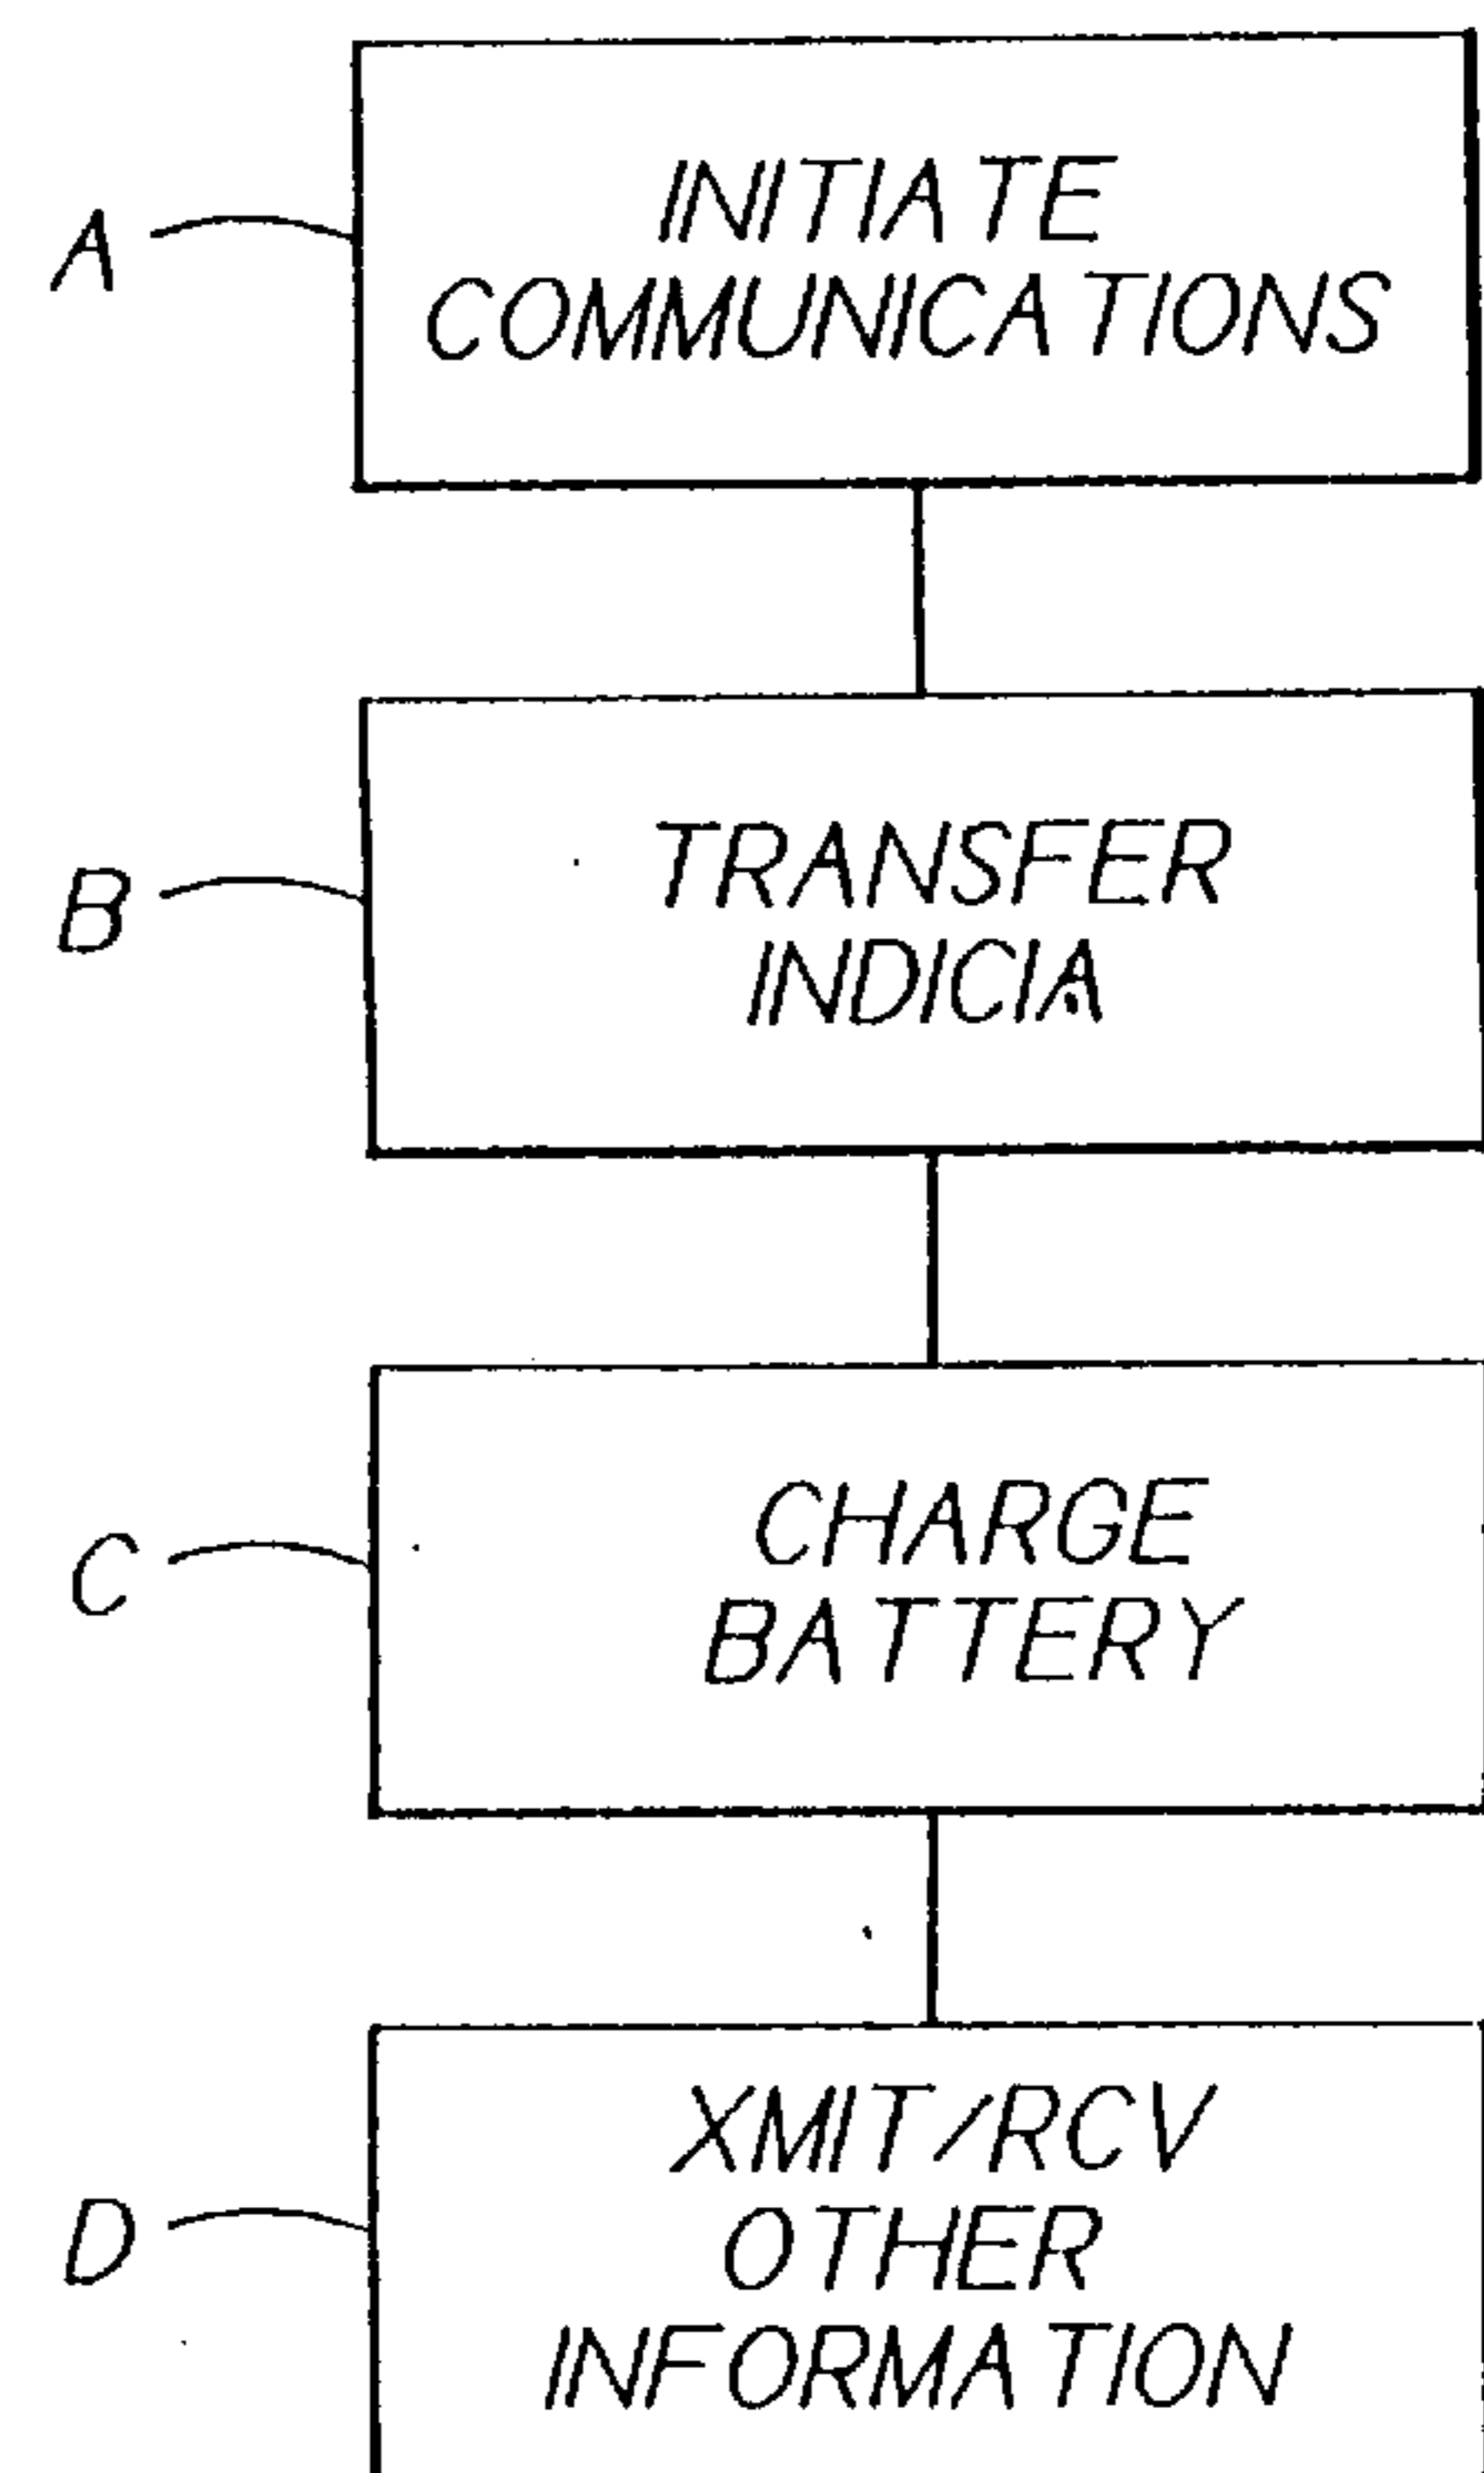 A
INITIATE
COMMUNICATIONS
B
TRANSFER
INDICIA
C
CHARGE
BATTERY
D
XMIT/RCV
OTHER
INFORMATION